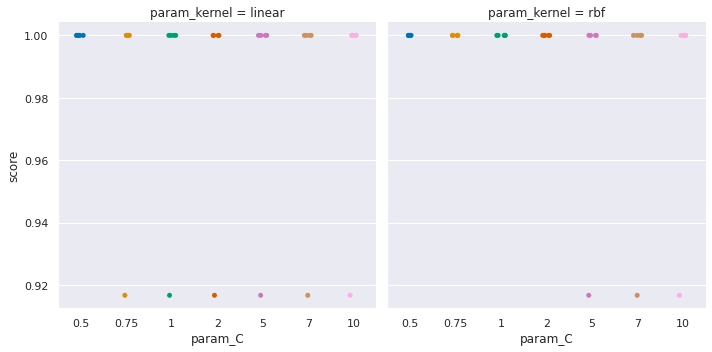 param_kernel = linear
param_kernel = rbf
1.00
0.98
0.96
0.94
0.92
score
0.5 0.75 1 2 5 7 10
0.5 0.75 1 2 5 7 10
param_C
param_C